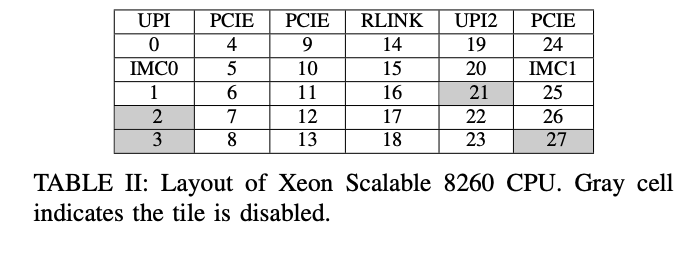 UPI PCIE PCIE RLINK UPI2 PCIE
0 4 9 14 19 24
IMC0 5 10 15 20 IMC1
1 6 11 16 21 25
2 7 12 17 22 26
3 8 13 18 23 27
TABLE II: Layout of Xeon Scalable 8260 CPU. Gray cell
indicates the tile is disabled.